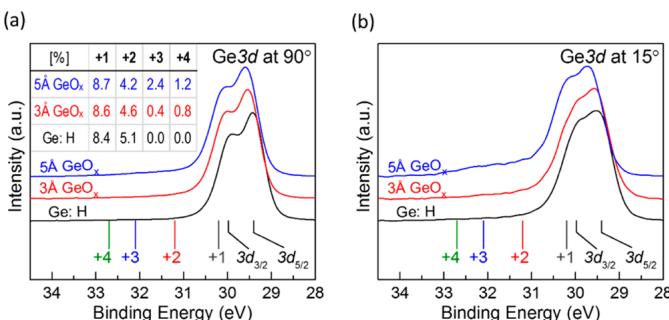 (a)
[%] +1 +2 +3 +4
5Å GeOₓ 8.7 4.2 2.4 1.2
3Å GeOₓ 8.6 4.6 0.4 0.8
Ge: H 8.4 5.1 0.0 0.0
Ge3d at 90°
5Å GeOₓ
3Å GeOₓ
Ge: H
+4 +3 +2 +1 3d3/2 3d5/2
34 33 32 31 30 29 28
Binding Energy (eV)
Intensity (a.u.)
(b)
Ge3d at 15°
5Å GeOₓ
3Å GeOₓ
Ge: H
+4 +3 +2 +1 3d3/2 3d5/2
34 33 32 31 30 29 28
Binding Energy (eV)
Intensity (a.u.)